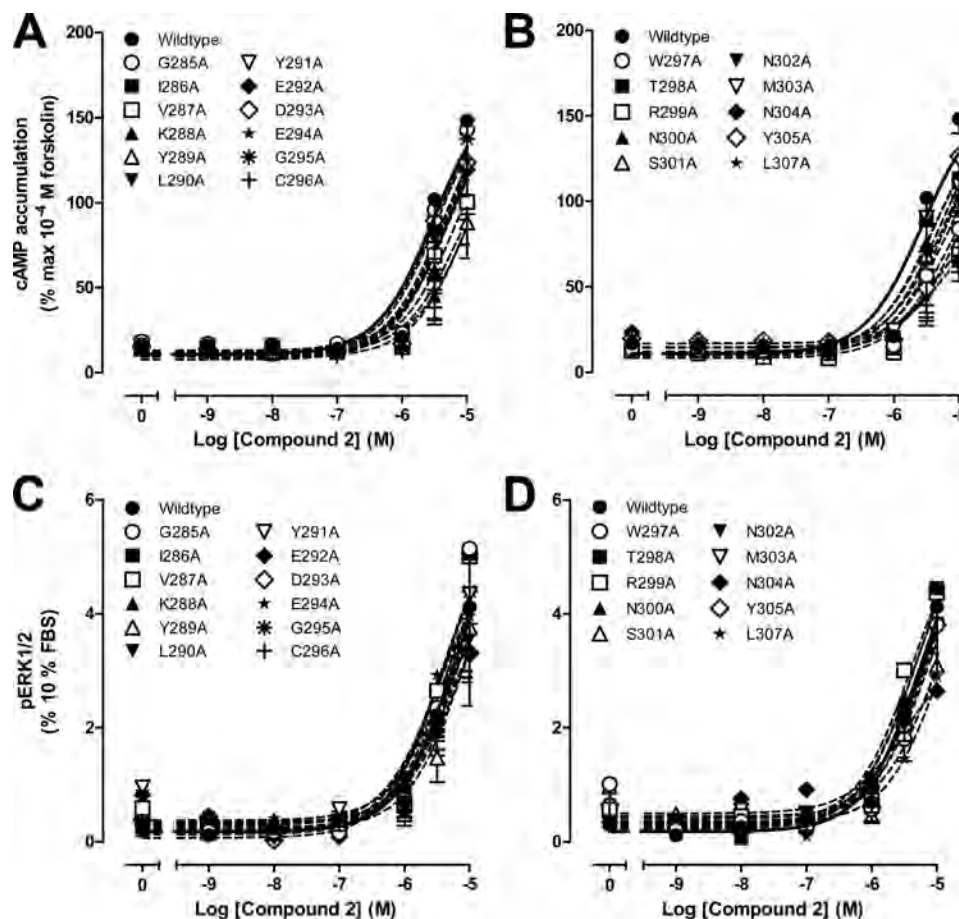 A
B
200
150
100
50
0
cAMP accumulation
(% max 10⁻⁴ M forskolin)
Wildtype
G285A
I286A
V287A
K288A
Y289A
L290A
Y291A
E292A
D293A
E294A
G295A
C296A
0 -9 -8 -7 -6 -5
Log [Compound 2] (M)
200
150
100
50
0
Wildtype
W297A
T298A
R299A
N300A
S301A
N302A
M303A
N304A
Y305A
L307A
0 -9 -8 -7 -6
Log [Compound 2] (M)
C
D
6
4
2
0
pERK1/2
(% 10 % FBS)
Wildtype
G285A
I286A
V287A
K288A
Y289A
L290A
Y291A
E292A
D293A
E294A
G295A
C296A
0 -9 -8 -7 -6 -5
Log [Compound 2] (M)
6
4
2
0
Wildtype
W297A
T298A
R299A
N300A
S301A
N302A
M303A
N304A
Y305A
L307A
0 -9 -8 -7 -6 -5
Log [Compound 2] (M)